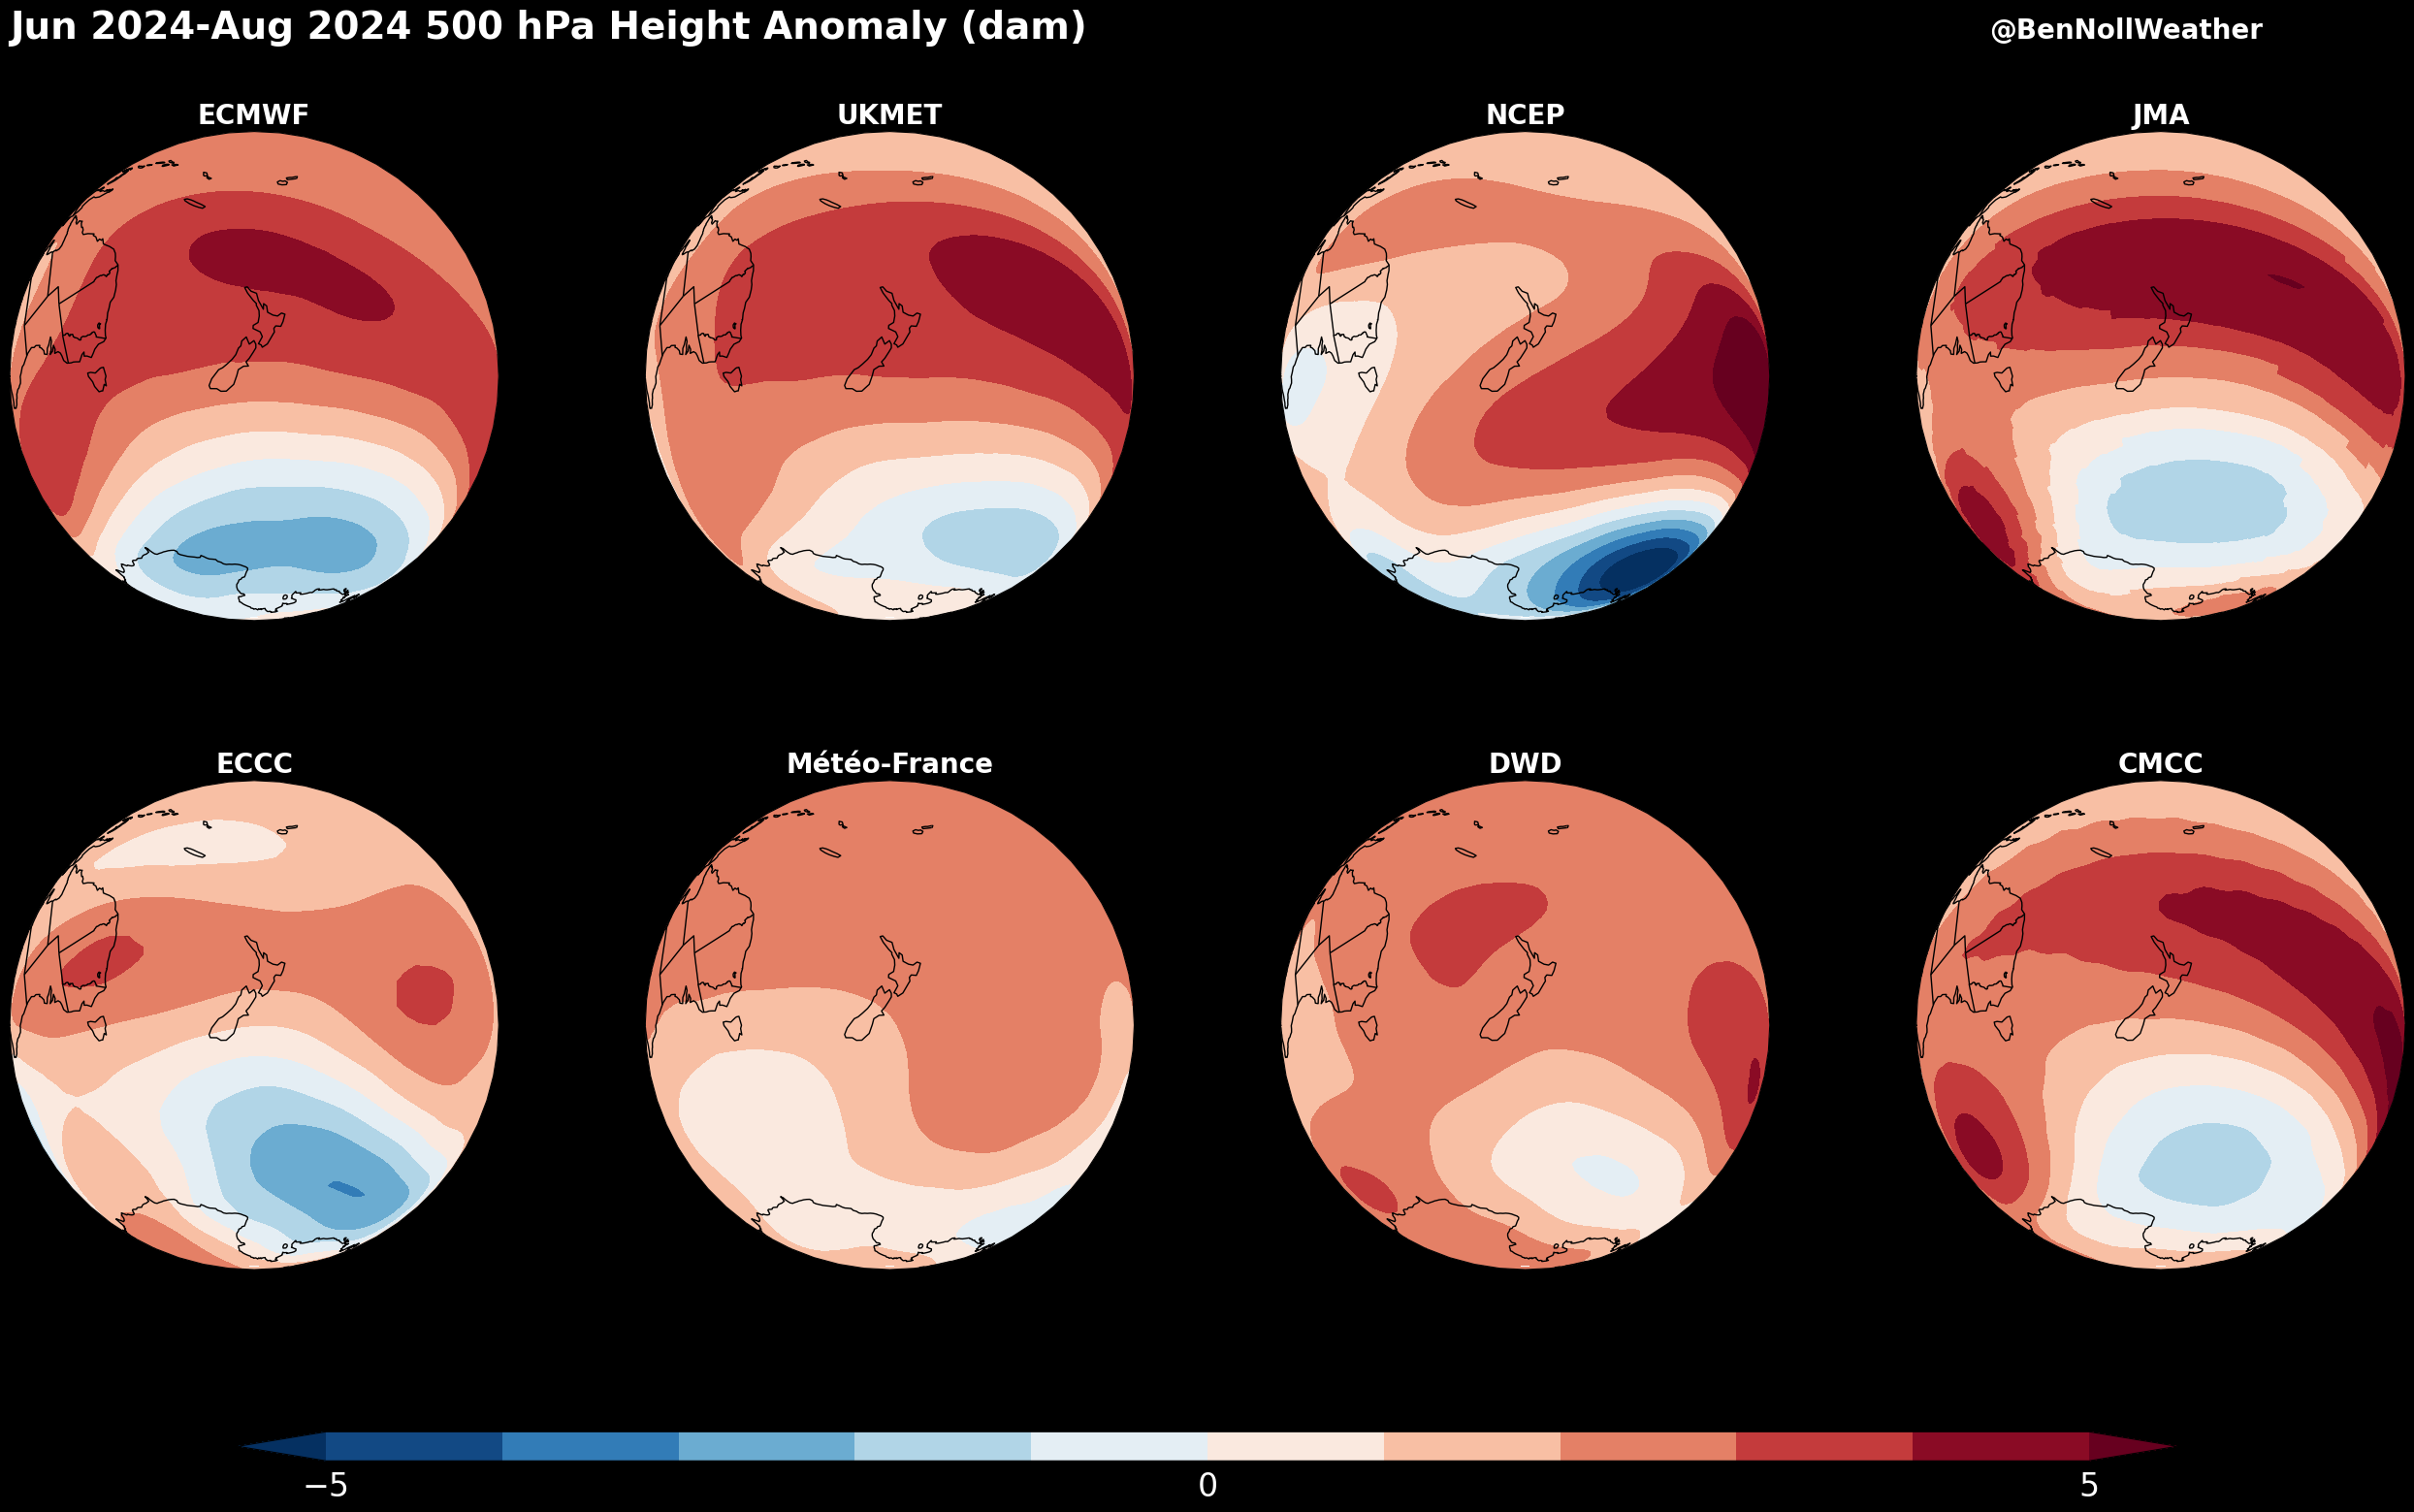 Jun 2024-Aug 2024 500 hPa Height Anomaly (dam)
@BenNollWeather
ECMWF
UKMET
NCEP
JMA
ECCC
Météo-France
DWD
CMCC
−5
0
5